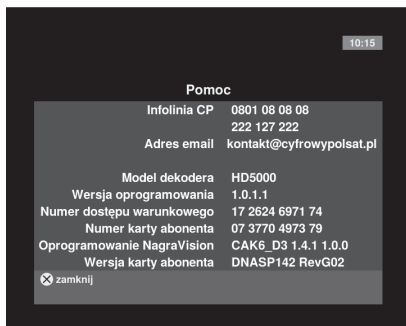 10:15
Pomoc
Infolinia CP 0801 08 08 08
222 127 222
Adres email kontakt@cyfrowypolsat.pl
Model dekodera HD5000
Wersja oprogramowania 1.0.1.1
Numer dostępu warunkowego 17 2624 6971 74
Numer karty abonenta 07 3770 4973 79
Oprogramowanie NagraVision CAK6_D3 1.4.1 1.0.0
Wersja karty abonenta DNASP142 RevG02
zamknij